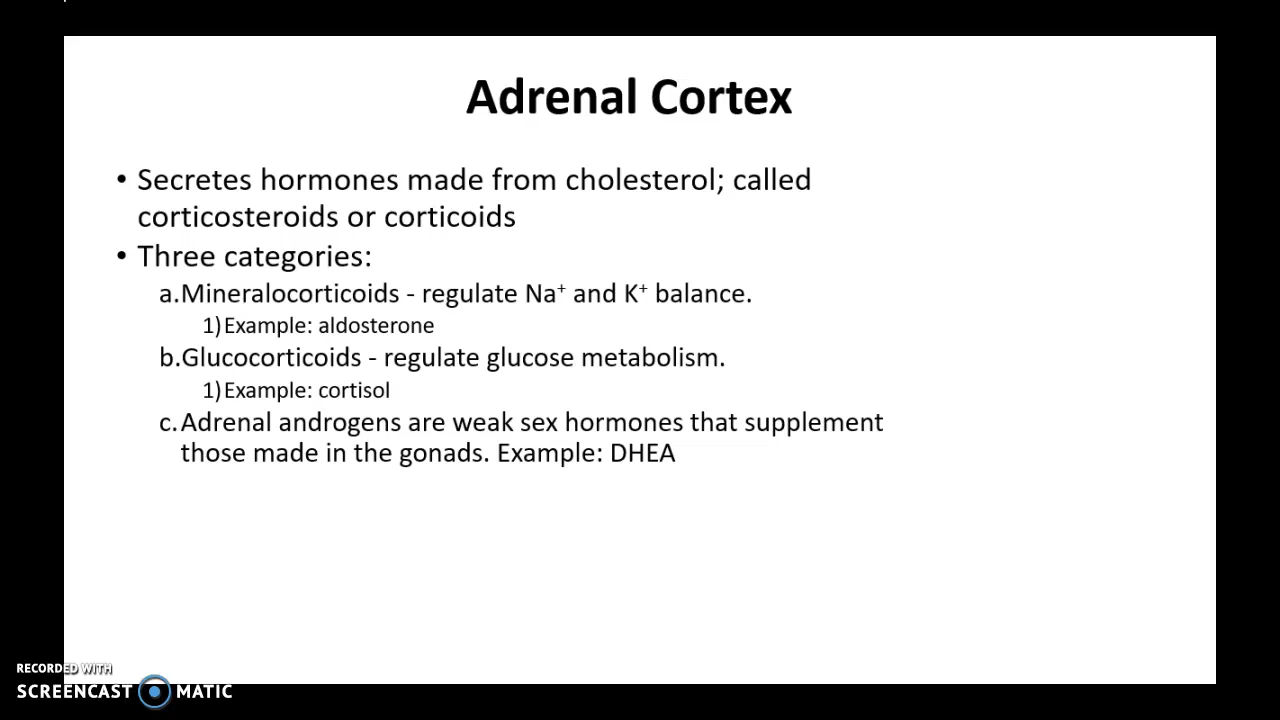 Adrenal Cortex
• Secretes hormones made from cholesterol; called
corticosteroids or corticoids
• Three categories:
a.Mineralocorticoids - regulate Na⁺ and K⁺ balance.
1)Example: aldosterone
b.Glucocorticoids - regulate glucose metabolism.
1)Example: cortisol
c.Adrenal androgens are weak sex hormones that supplement
those made in the gonads. Example: DHEA
RECORDED WITH
SCREENCAST MATIC